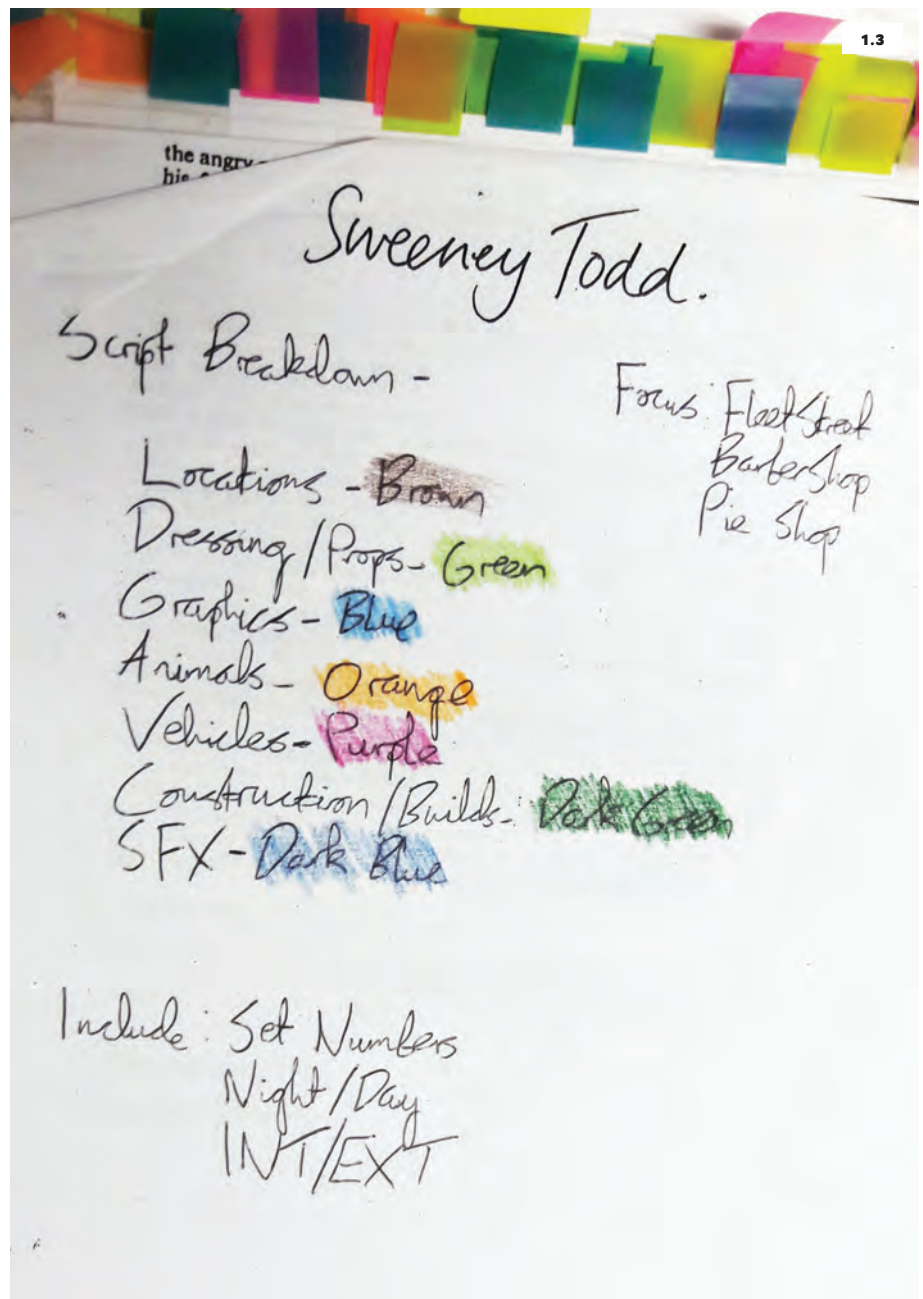 1.3
the angry
his
Sweeney Todd.
Script Breakdown -
Focus: Fleet Street
Barber Shop
Pie Shop
Locations - Brown
Dressing/Props - Green
Graphics - Blue
Animals - Orange
Vehicles - Purple
Construction/Builds -: Dark Green
SFX - Dark Blue
Include: Set Numbers
Night/Day
INT/EXT